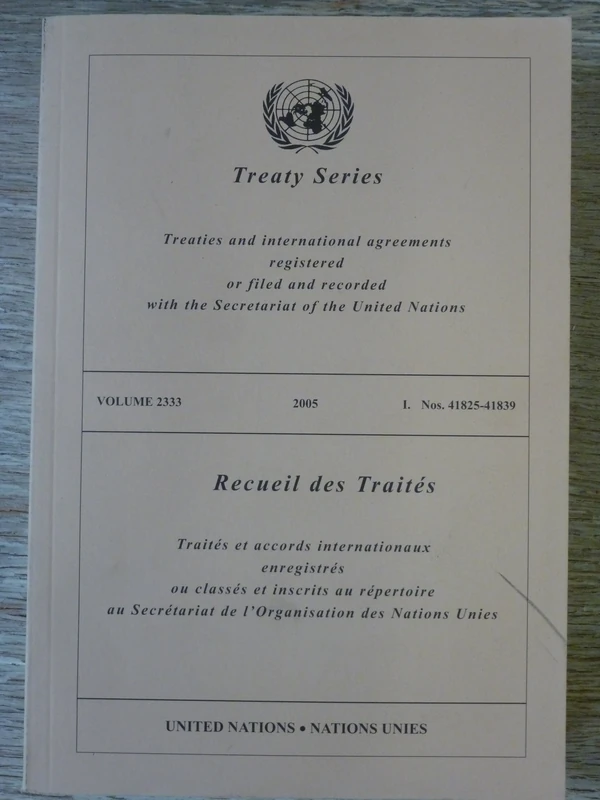 Treaty Series
Treaties and international agreements
registered
or filed and recorded
with the Secretariat of the United Nations
VOLUME 2333 2005 I. Nos. 41825-41839
Recueil des Traités
Traités et accords internationaux
enregistrés
ou classés et inscrits au répertoire
au Secrétariat de l'Organisation des Nations Unies
UNITED NATIONS • NATIONS UNIES